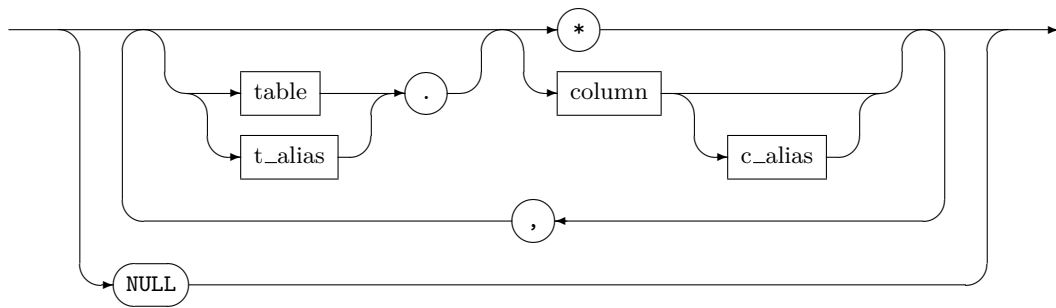 *
table .
column
t_alias
c_alias
,
NULL